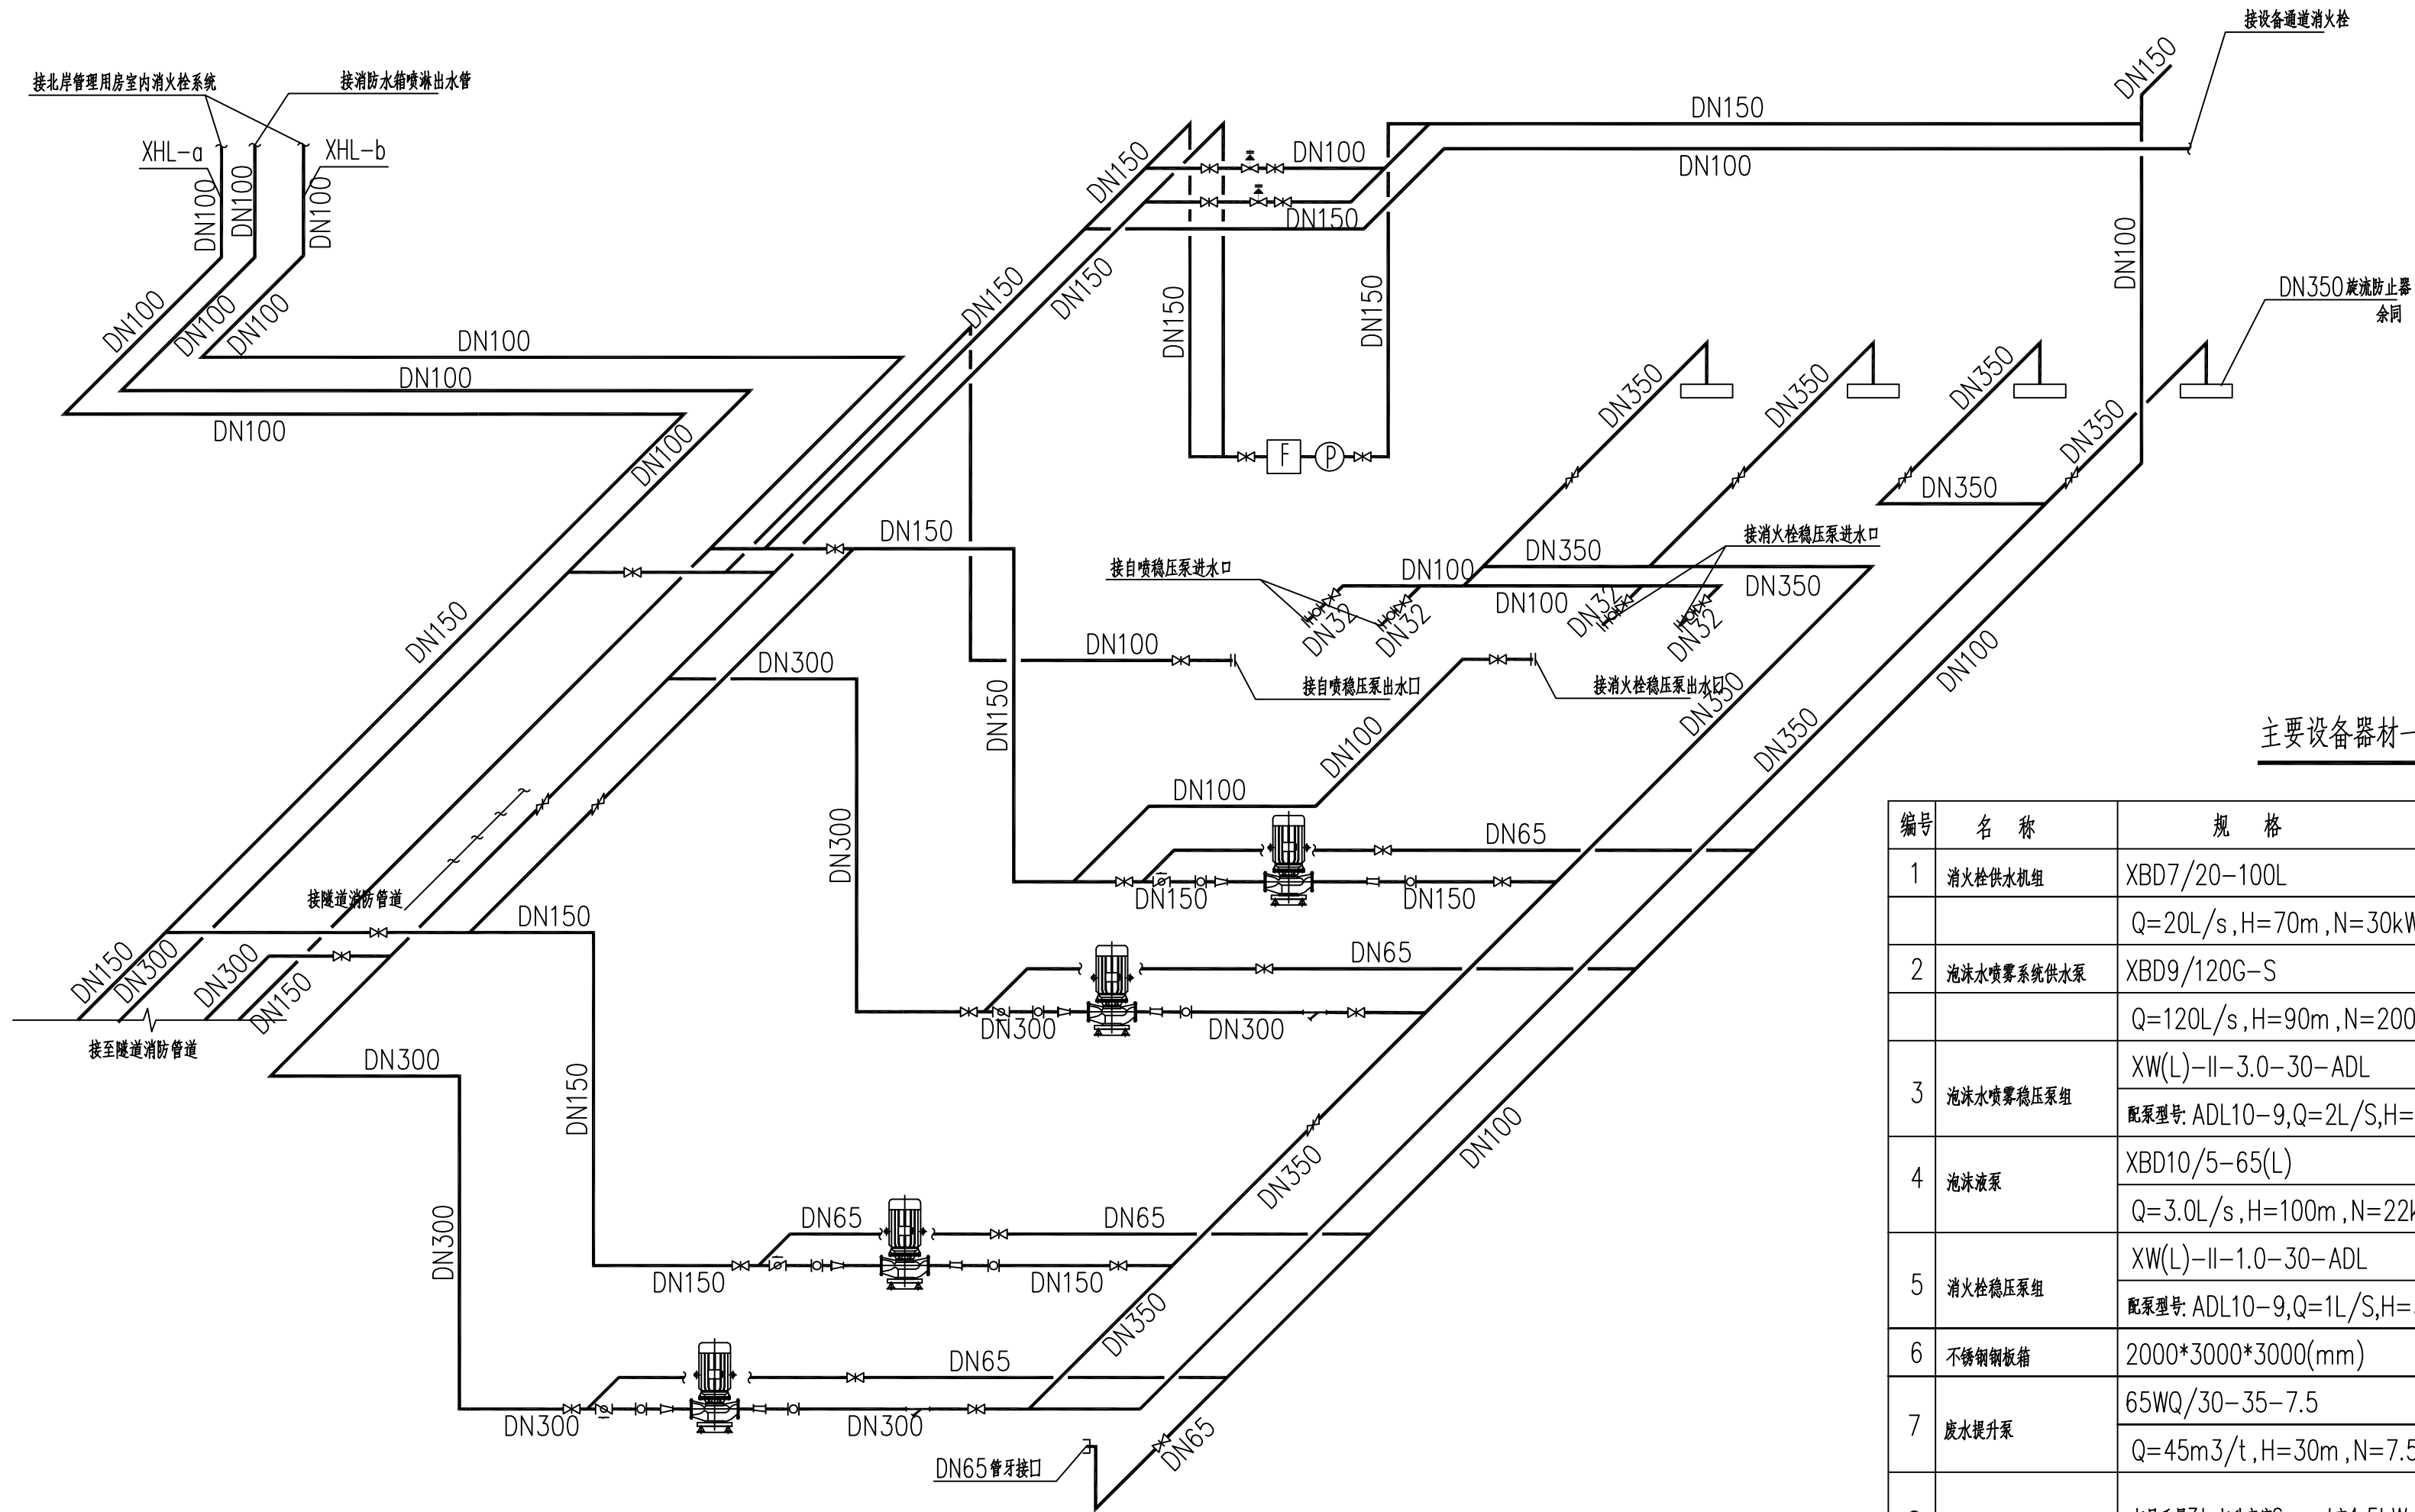 接设备通道消火栓
接北岸管理用房室内消火栓系统
接消防水箱喷淋出水管
XHL-a
XHL-b
DN100
DN100
DN100
DN150
DN150
DN100
DN150
DN100
DN150
DN100
DN350旋流防止器
余同
DN100
DN100
DN100
DN100
DN100
DN100
DN150
DN150
DN150
DN150
DN350
DN350
DN350
DN350
DN350
DN100
F
P
DN150
DN350
DN350
接自喷稳压泵进水口
接消火栓稳压泵进水口
DN100
DN100
DN32
DN32
DN32
DN32
DN150
DN300
DN100
DN100
接自喷稳压泵出水口
接消火栓稳压泵出水口
DN150
DN350
DN350
DN100
DN100
主要设备器材一
DN300
DN65
DN150
DN150
接隧道消防管道
DN150
DN150
DN300
DN300
DN150
DN65
DN300
DN300
接至隧道消防管道
DN300
DN150
DN350
DN100
DN300
DN65
DN65
DN150
DN150
DN350
DN65
DN300
DN300
DN65
DN65管牙接口
编号 名 称 规 格
1 消火栓供水机组 XBD7/20-100L
Q=20L/s,H=70m,N=30kW
2 泡沫水喷雾系统供水泵 XBD9/120G-S
Q=120L/s,H=90m,N=200
3 泡沫水喷雾稳压泵组 XW(L)-II-3.0-30-ADL
配泵型号: ADL10-9,Q=2L/S,H=
4 泡沫液泵 XBD10/5-65(L)
Q=3.0L/s,H=100m,N=22k
5 消火栓稳压泵组 XW(L)-II-1.0-30-ADL
配泵型号: ADL10-9,Q=1L/S,H=
6 不锈钢钢板箱 2000*3000*3000(mm)
7 废水提升泵 65WQ/30-35-7.5
Q=45m3/t,H=30m,N=7.5